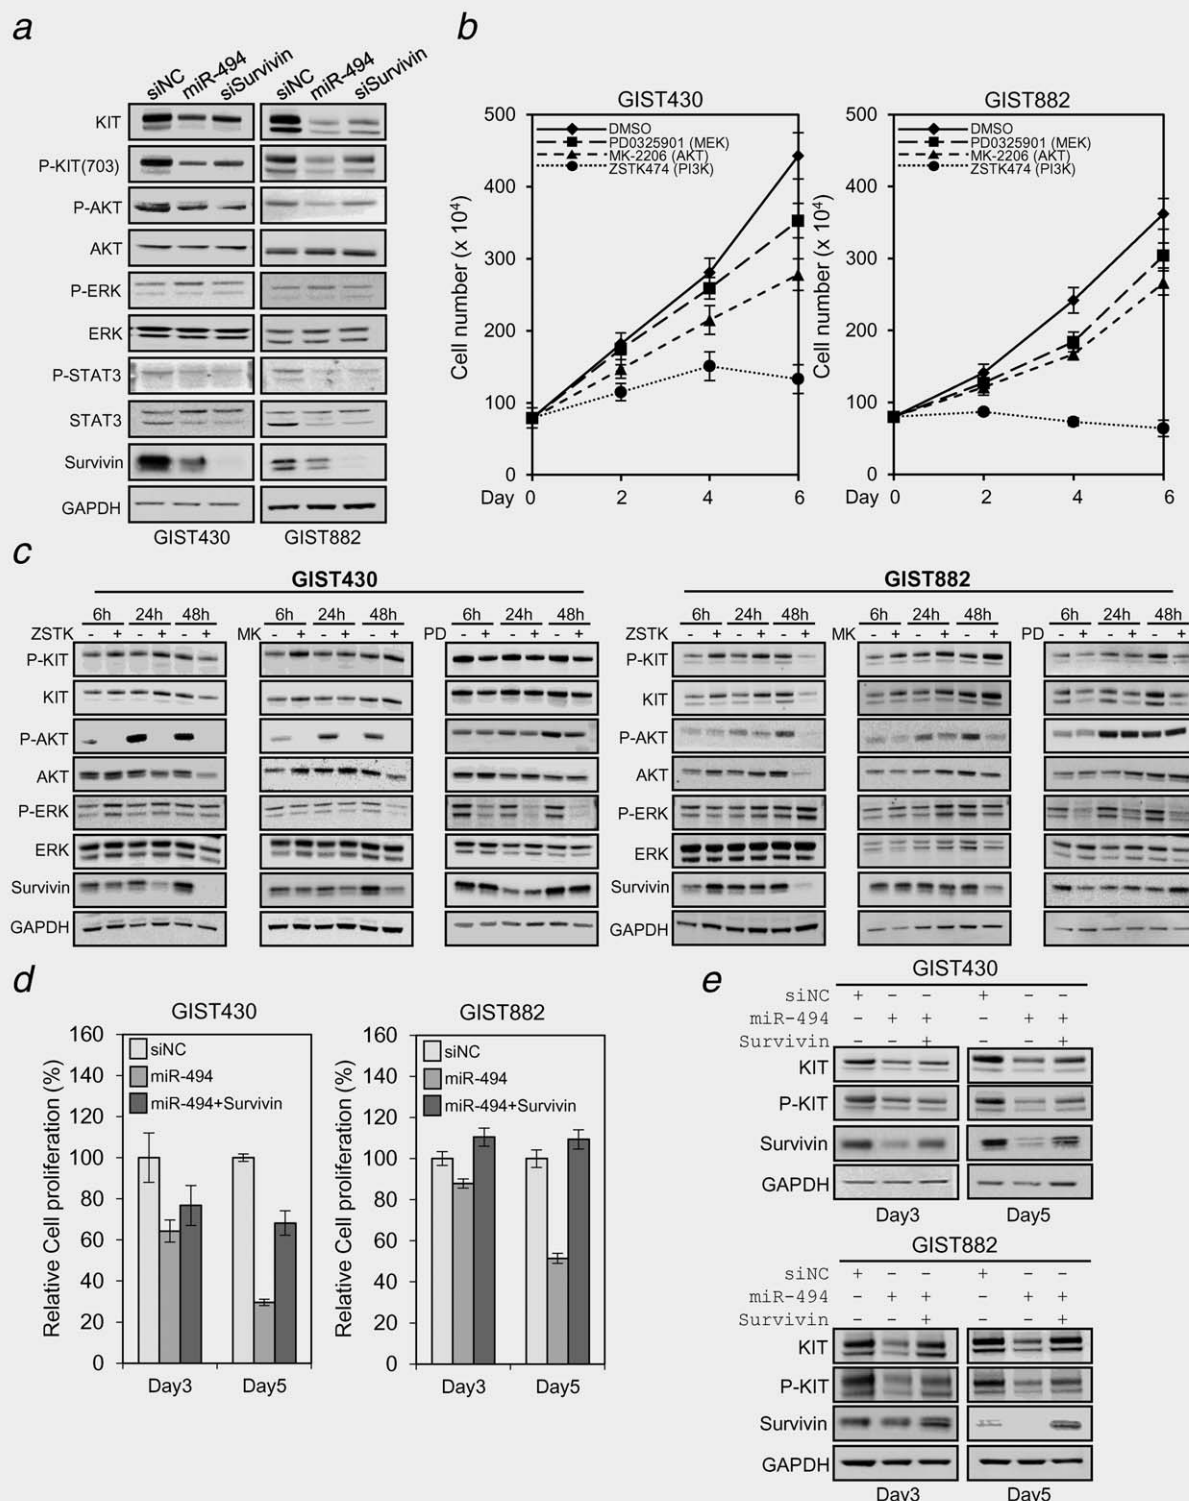 a
siNC miR-494 siSurvivin siNC miR-494 siSurvivin
KIT
P-KIT(703)
P-AKT
AKT
P-ERK
ERK
P-STAT3
STAT3
Survivin
GAPDH
GIST430 GIST882
b
GIST430
500
400
300
200
100
0
Cell number (x 10⁴)
DMSO
PD0325901 (MEK)
MK-2206 (AKT)
ZSTK474 (PI3K)
Day 0 2 4 6
GIST882
500
400
300
200
100
0
Cell number (x 10⁴)
DMSO
PD0325901 (MEK)
MK-2206 (AKT)
ZSTK474 (PI3K)
Day 0 2 4 6
c
GIST430
6h 24h 48h 6h 24h 48h 6h 24h 48h
ZSTK - + - + - + MK - + - + - + PD - + - + - +
P-KIT
KIT
P-AKT
AKT
P-ERK
ERK
Survivin
GAPDH
GIST882
6h 24h 48h 6h 24h 48h 6h 24h 48h
ZSTK - + - + - + MK - + - + - + PD - + - + - +
P-KIT
KIT
P-AKT
AKT
P-ERK
ERK
Survivin
GAPDH
d
GIST430
160
140
120
100
80
60
40
20
0
Relative Cell proliferation (%)
siNC
miR-494
miR-494+Survivin
Day3 Day5
GIST882
160
140
120
100
80
60
40
20
0
Relative Cell proliferation (%)
siNC
miR-494
miR-494+Survivin
Day3 Day5
e
GIST430
siNC + - - + - -
miR-494 - + + - + +
Survivin + +
KIT
P-KIT
Survivin
GAPDH
Day3 Day5
GIST882
siNC + - - + - -
miR-494 - + + - + +
Survivin + +
KIT
P-KIT
Survivin
GAPDH
Day3 Day5